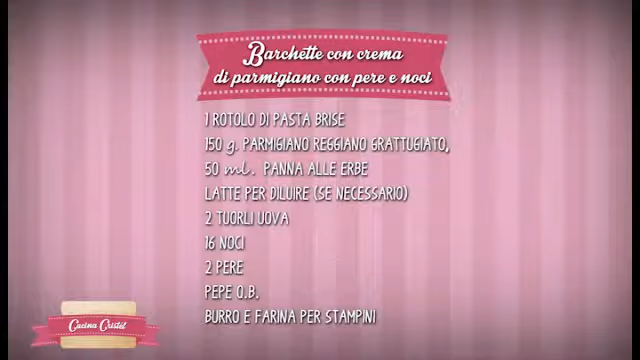 Barchette con crema
di parmigiano con pere e noci
1 ROTOLO DI PASTA BRISE
150 g. PARMIGIANO REGGIANO GRATTUGIATO,
50 ml. PANNA ALLE ERBE
LATTE PER DILUIRE (SE NECESSARIO)
2 TUORLI UOVA
16 NOCI
2 PERE
PEPE Q.B.
BURRO E FARINA PER STAMPINI
Cucina Cristèl